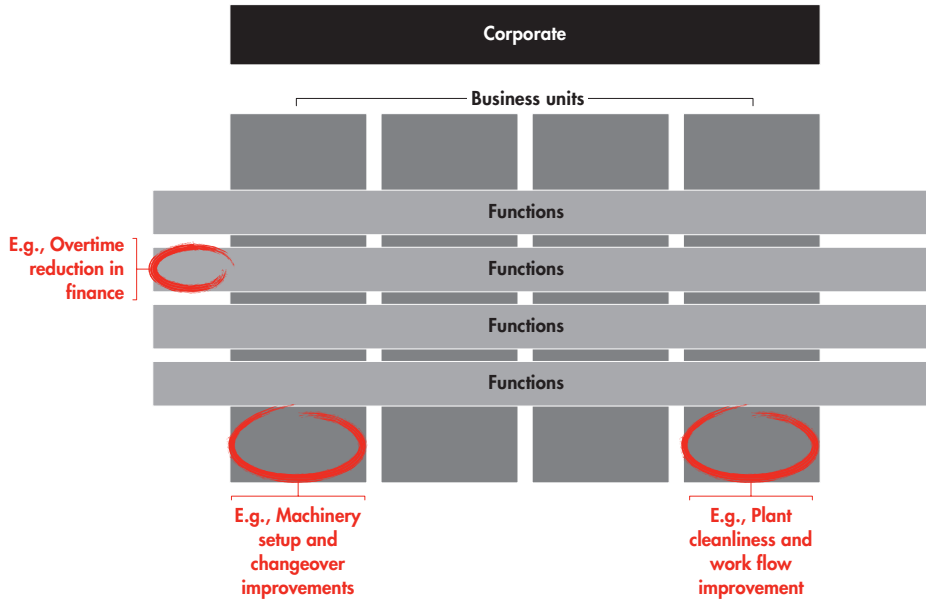 Corporate
Business units
Functions
E.g., Overtime
reduction in
finance
Functions
Functions
Functions
E.g., Machinery
setup and
changeover
improvements
E.g., Plant
cleanliness and
work flow
improvement